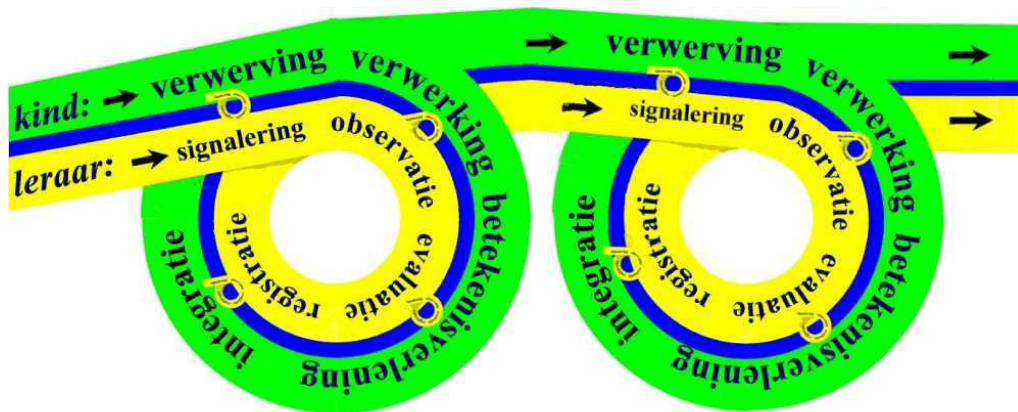 kind: verwerving verwerking betekenisverlening integratie
leraar: signalering observatie evaluatie registratie
verwerving verwerking betekenisverlening integratie
signalering observatie evaluatie registratie